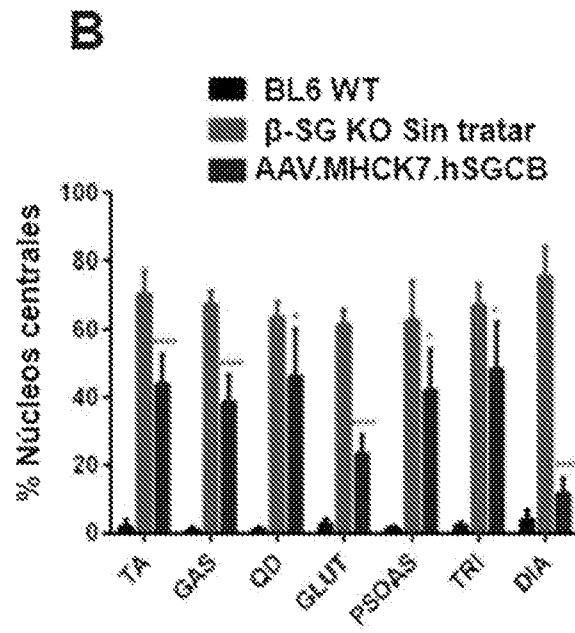 B
BL6 WT
β-SG KO Sin tratar
AAV.MHCK7.hSGCB
% Núcleos centrales
100
80
60
40
20
0
TA
GAS
QD
GLUT
PSOAS
TRI
DIA